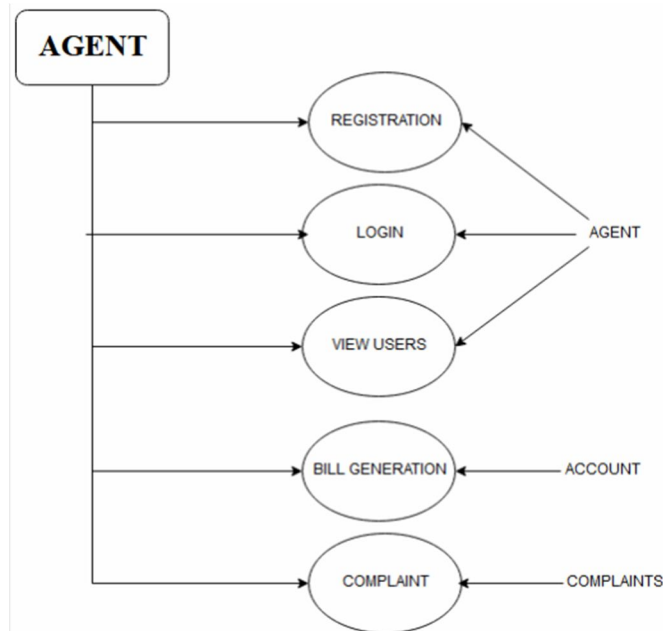 AGENT
REGISTRATION
LOGIN
AGENT
VIEW USERS
BILL GENERATION
ACCOUNT
COMPLAINT
COMPLAINTS